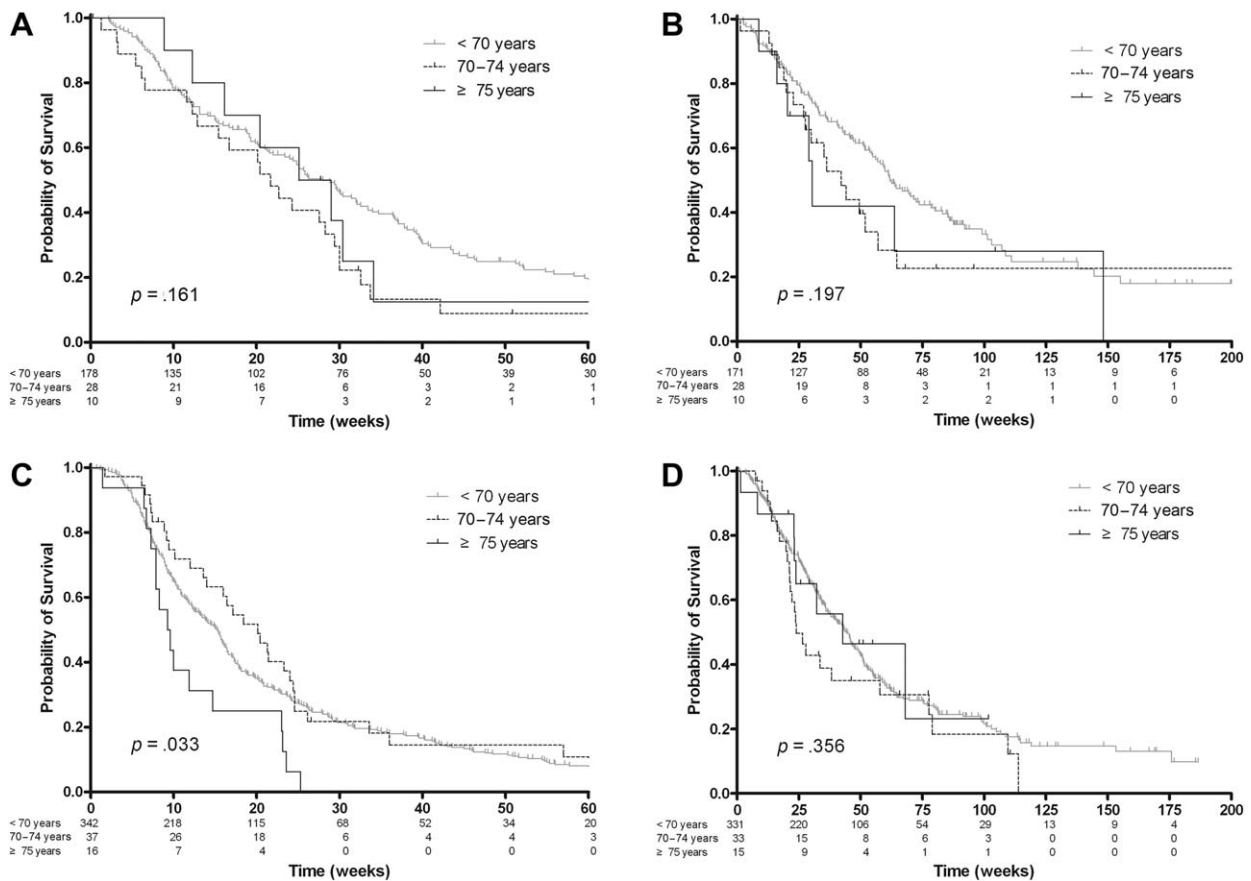 A
Probability of Survival
1.0
0.8
0.6
0.4
0.2
0.0
< 70 years
70–74 years
≥ 75 years
p = .161
0 10 20 30 40 50 60
< 70 years 178 135 102 76 50 39 30
70–74 years 28 21 16 6 3 2 1
≥ 75 years 10 9 7 3 2 1 1
Time (weeks)
B
Probability of Survival
1.0
0.8
0.6
0.4
0.2
0.0
< 70 years
70–74 years
≥ 75 years
p = .197
0 25 50 75 100 125 150 175 200
< 70 years 171 127 88 48 21 13 9 6
70–74 years 28 19 8 3 1 1 1 1
≥ 75 years 10 6 3 2 2 1 0 0
Time (weeks)
C
Probability of Survival
1.0
0.8
0.6
0.4
0.2
0.0
< 70 years
70–74 years
≥ 75 years
p = .033
0 10 20 30 40 50 60
< 70 years 342 218 115 68 52 34 20
70–74 years 37 26 18 6 4 4 3
≥ 75 years 16 7 4 0 0 0 0
Time (weeks)
D
Probability of Survival
1.0
0.8
0.6
0.4
0.2
0.0
< 70 years
70–74 years
≥ 75 years
p = .356
0 25 50 75 100 125 150 175 200
< 70 years 331 220 106 54 29 13 9 4
70–74 years 33 15 8 6 3 0 0 0
≥ 75 years 15 9 4 1 1 0 0 0
Time (weeks)